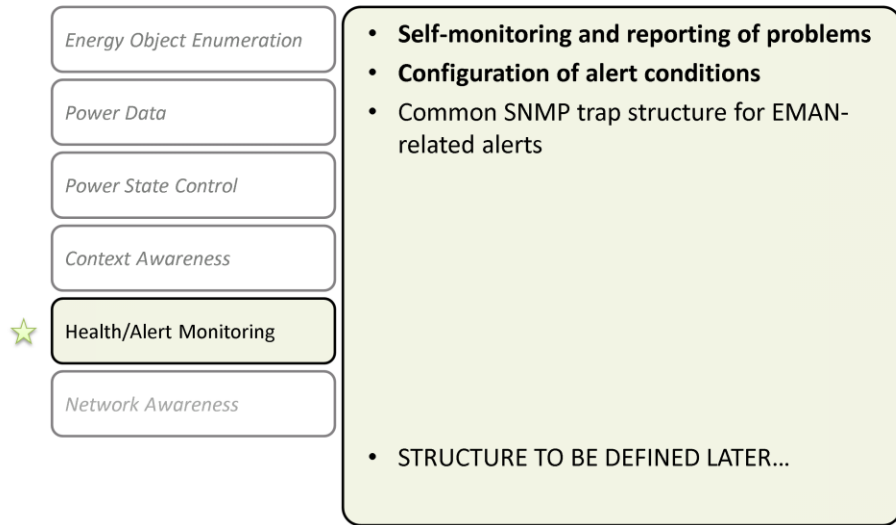 Energy Object Enumeration
Power Data
Power State Control
Context Awareness
Health/Alert Monitoring
Network Awareness
• Self-monitoring and reporting of problems
• Configuration of alert conditions
• Common SNMP trap structure for EMAN-
related alerts
• STRUCTURE TO BE DEFINED LATER...